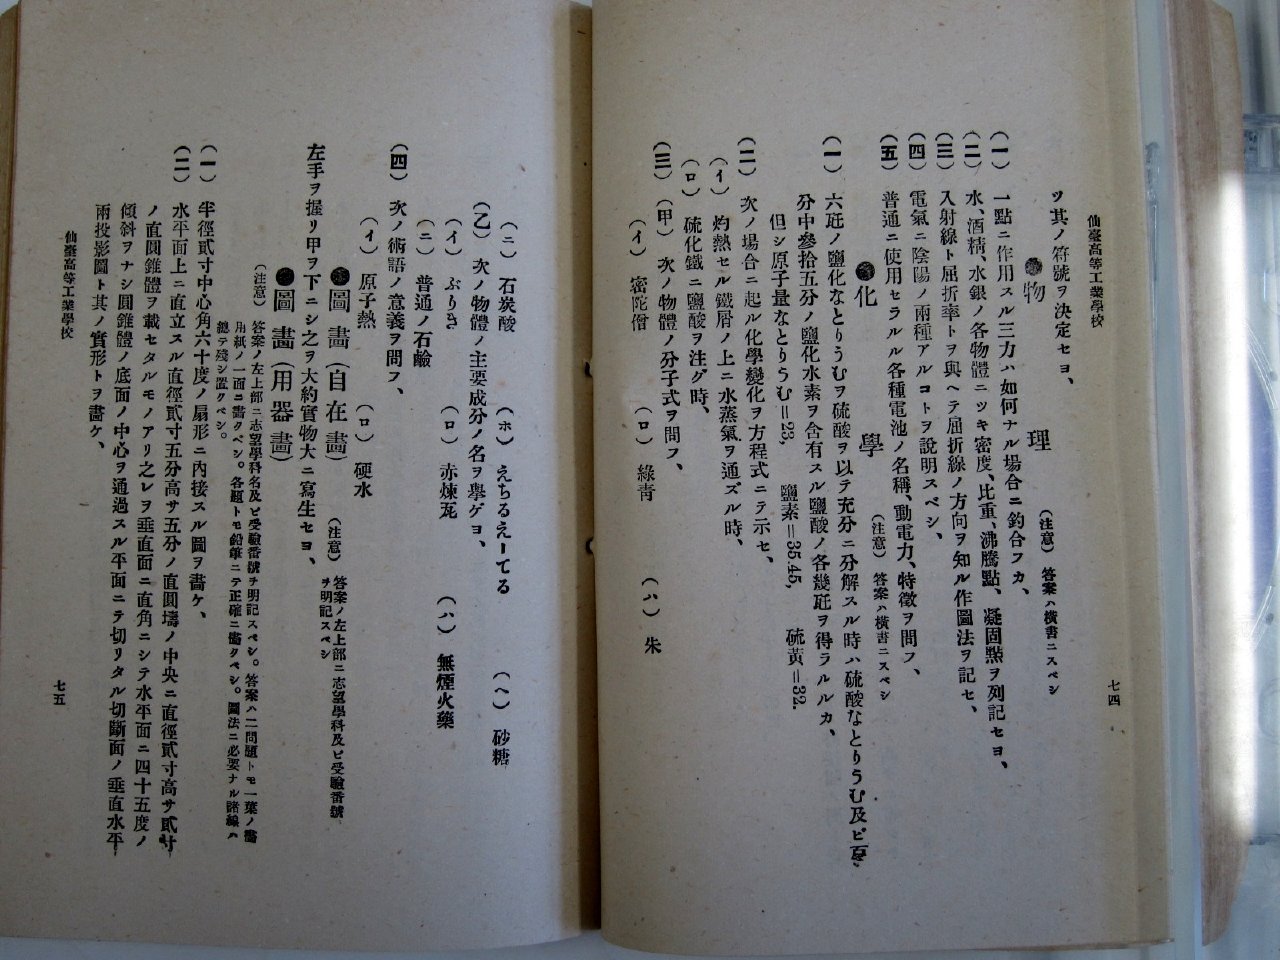 仙臺高等工業學校
七四
ツ其ノ符號ヲ決定セヨ、
●物理
(注意) 答案ハ橫書ニスベシ
(一) 一點ニ作用スル三力ハ如何ナル場合ニ釣合フカ、
(二) 水、酒精、水銀ノ各物體ニツキ密度、比重、沸騰點、凝固點ヲ列記セヨ、
(三) 入射線ト屈折率トヲ與ヘテ屈折線ノ方向ヲ知ル作圖法ヲ記セ、
(四) 電氣ニ陰陽ノ兩種アルコトヲ說明スベシ、
(五) 普通ニ使用セラルル各種電池ノ名稱、動電力、特徵ヲ問フ、
●化學
(注意) 答案ハ橫書ニスベシ
(一) 六瓩ノ鹽化なとりうむヲ硫酸ヲ以テ充分ニ分解スル時ハ硫酸なとりうむ及ビ百
分中參拾五分ノ鹽化水素ヲ含有スル鹽酸ノ各幾瓩ヲ得ラルルカ、
但シ原子量なとりうむ=23, 鹽素=35.45, 硫黃=32.
(二) 次ノ場合ニ起ル化學變化ヲ方程式ニテ示セ、
(イ) 灼熱セル鐵屑ノ上ニ水蒸氣ヲ通ズル時、
(ロ) 硫化鐵ニ鹽酸ヲ注グ時、
(三) (甲) 次ノ物體ノ分子式ヲ問フ、
(イ) 密陀僧 (ロ) 綠青 (ハ) 朱
(ニ) 石炭酸 (ホ) えちるえーてる (ヘ) 砂糖
(乙) 次ノ物體ノ主要成分ノ名ヲ擧ゲヨ、
(イ) ぶりき (ロ) 赤煉瓦 (ハ) 無煙火藥
(ニ) 普通ノ石鹼
(四) 次ノ術語ノ意義ヲ問フ、
(イ) 原子熱 (ロ) 硬水
●圖畫(自在畫)
(注意) 答案ノ左上部ニ志望學科及ビ受驗番號
ヲ明記スベシ
左手ヲ握リ甲ヲ下ニシ之ヲ大約實物大ニ寫生セヨ、
●圖畫(用器畫)
(注意) 答案ノ左上部ニ志望學科名及ビ受驗番號ヲ明記スベシ。答案ハ二問題トモ一葉ノ畫
用紙ノ一面ニ畫クベシ。各題トモ鉛筆ニテ正確ニ畫クベシ。圖法ニ必要ナル諸線ハ
總テ殘シ置クベシ。
(一) 半徑貳寸中心角六十度ノ扇形ニ內接スル圖ヲ畵ケ、
(二) 水平面上ニ直立スル直徑貳寸五分高サ五分ノ直圓壔ノ中央ニ直徑貳寸高サ貳寸
ノ直圓錐體ヲ載セタルモノアリ之レヲ垂直面ニ直角ニシテ水平面ニ四十五度ノ
傾斜ヲナシ圓錐體ノ底面ノ中心ヲ通過スル平面ニテ切リタル切斷面ノ垂直水平
兩投影圖ト其ノ實形トヲ畵ケ、
仙臺高等工業學校
七五